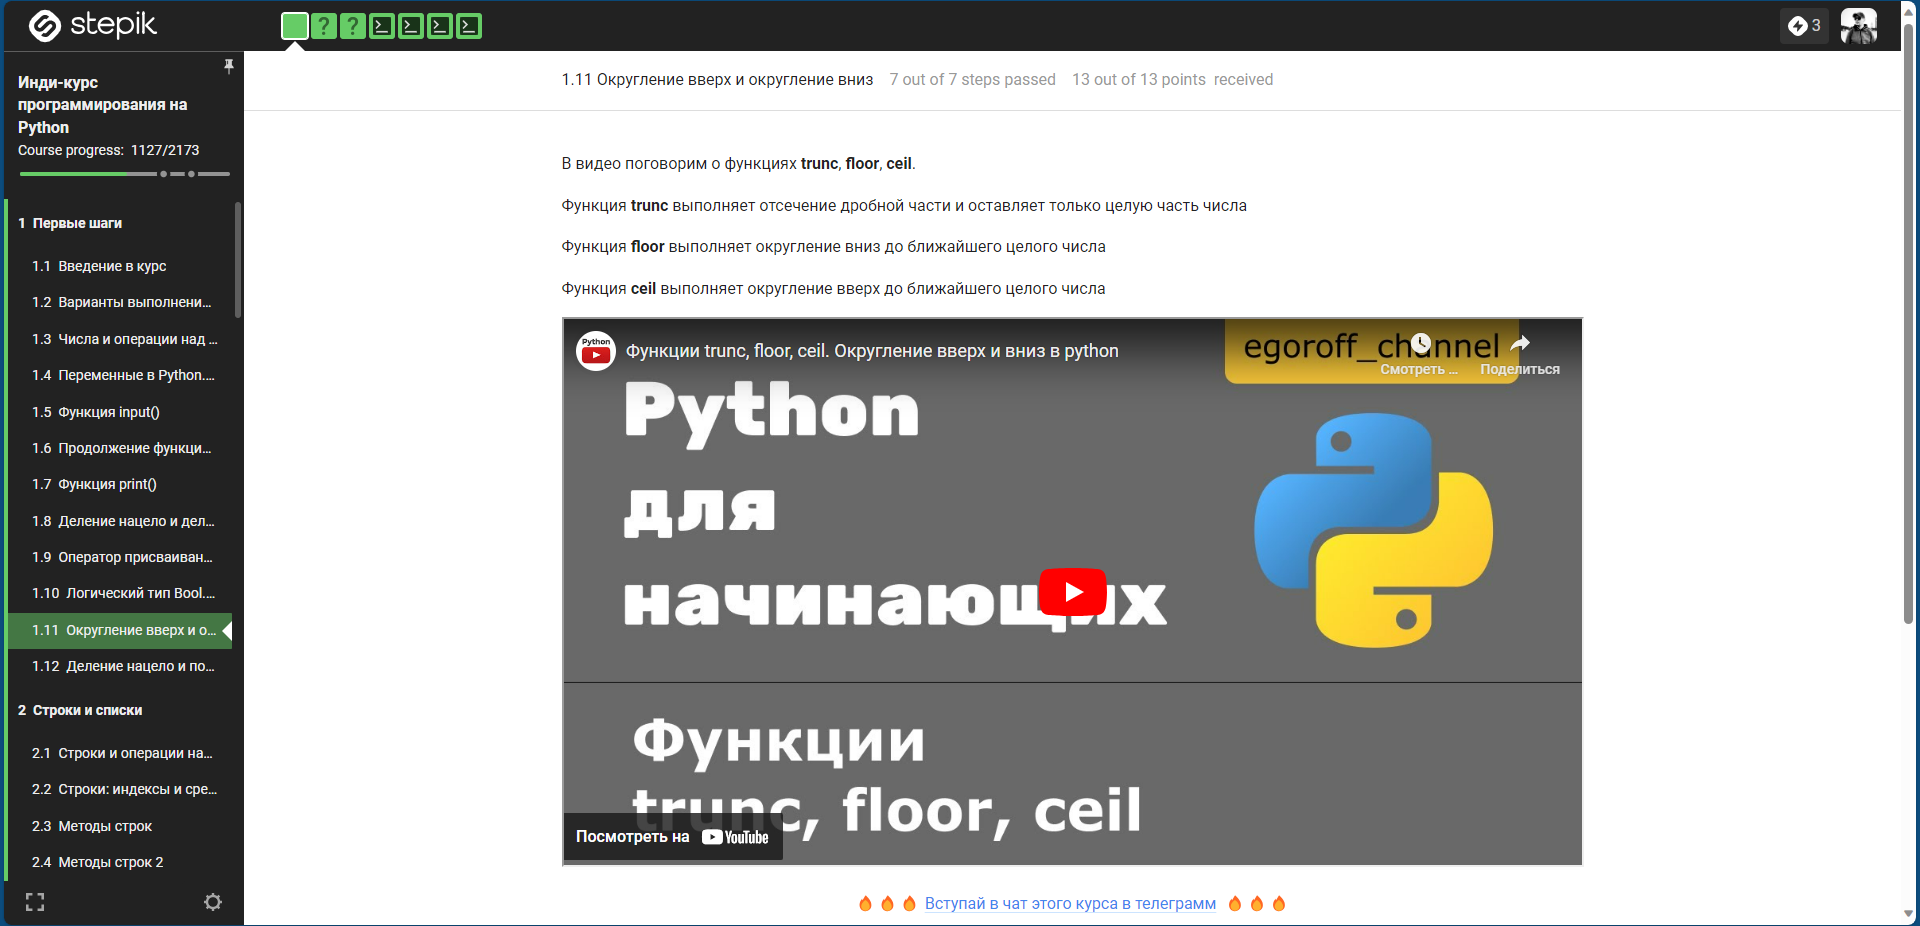 stepik
3
Инди-курс
программирования на
Python
Course progress: 1127/2173
1 Первые шаги
1.1 Введение в курс
1.2 Варианты выполнени...
1.3 Числа и операции над ...
1.4 Переменные в Python....
1.5 Функция input()
1.6 Продолжение функци...
1.7 Функция print()
1.8 Деление нацело и дел...
1.9 Оператор присваиван...
1.10 Логический тип Bool....
1.11 Округление вверх и о...
1.12 Деление нацело и по...
2 Строки и списки
2.1 Строки и операции на...
2.2 Строки: индексы и сре...
2.3 Методы строк
2.4 Методы строк 2
1.11 Округление вверх и округление вниз 7 out of 7 steps passed 13 out of 13 points received
В видео поговорим о функциях trunc, floor, ceil.
Функция trunc выполняет отсечение дробной части и оставляет только целую часть числа
Функция floor выполняет округление вниз до ближайшего целого числа
Функция ceil выполняет округление вверх до ближайшего целого числа
Python
Функции trunc, floor, ceil. Округление вверх и вниз в python
egoroff_channel
Смотреть ...
Поделиться
Python
для
начинающих
Функции
trunc, floor, ceil
Посмотреть на YouTube
Вступай в чат этого курса в телеграмм